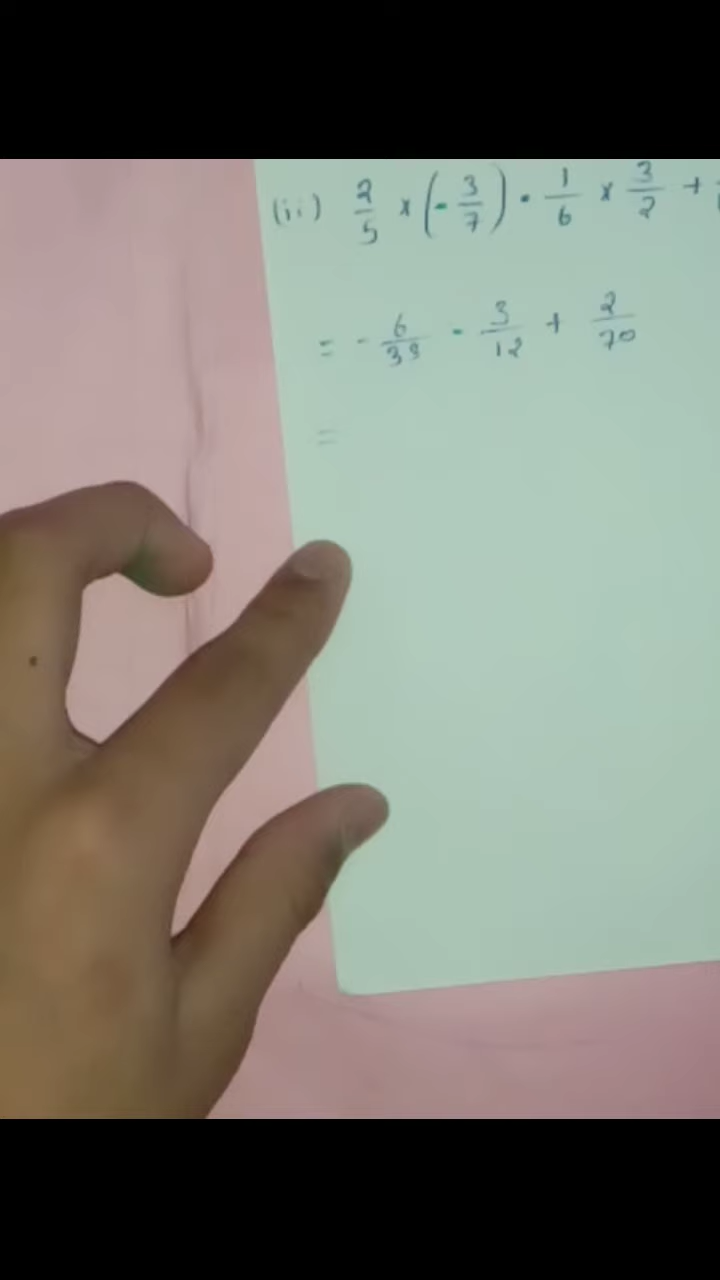 (ii) 2/5 × (-3/7) - 1/6 × 3/2 +
= - 6/35 - 3/12 + 2/70
=